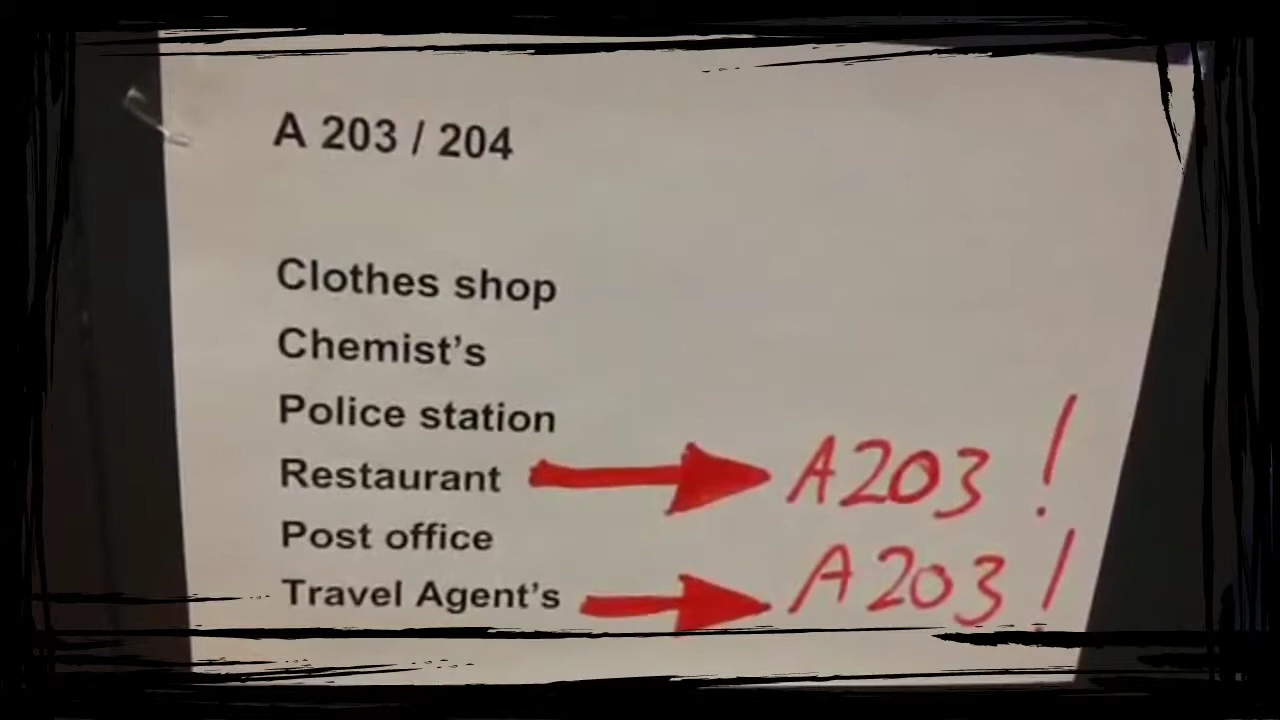 A 203 / 204
Clothes shop
Chemist's
Police station
Restaurant A203 !
Post office
Travel Agent's A203 !